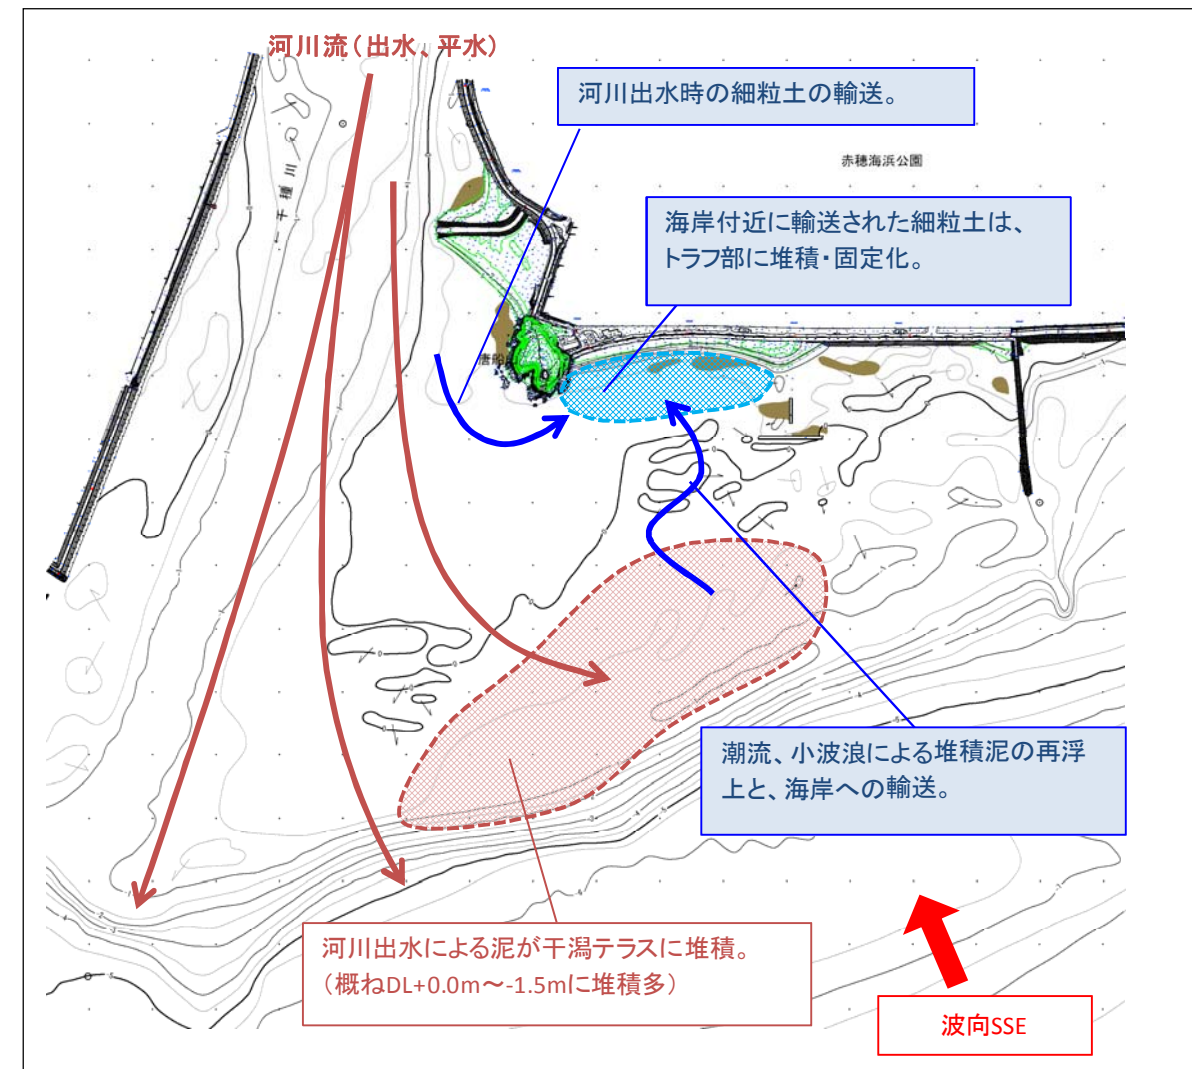 河川流（出水、平水）
河川出水時の細粒土の輸送。
赤穂海浜公園
千種川
海岸付近に輸送された細粒土は、
トラフ部に堆積・固定化。
唐船
潮流、小波浪による堆積泥の再浮
上と、海岸への輸送。
河川出水による泥が干潟テラスに堆積。
（概ねDL+0.0m～-1.5mに堆積多）
波向SSE